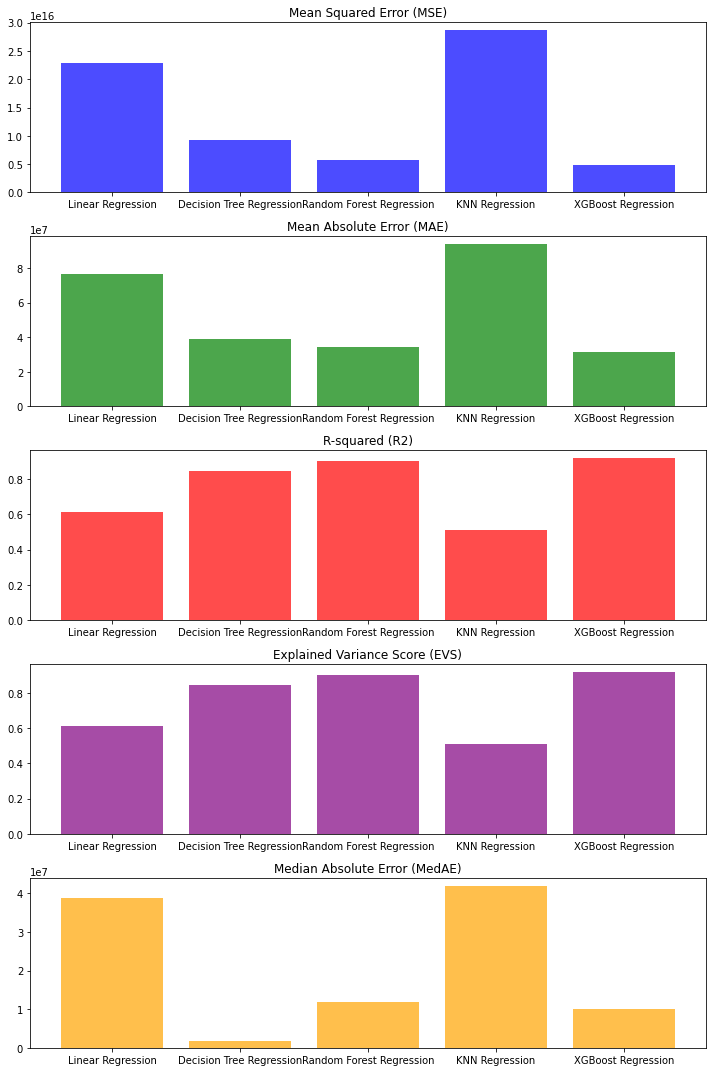 Mean Squared Error (MSE)
1e16
3.0
2.5
2.0
1.5
1.0
0.5
0.0
Linear Regression Decision Tree Regression Random Forest Regression KNN Regression XGBoost Regression
Mean Absolute Error (MAE)
1e7
8
6
4
2
0
Linear Regression Decision Tree Regression Random Forest Regression KNN Regression XGBoost Regression
R-squared (R2)
0.8
0.6
0.4
0.2
0.0
Linear Regression Decision Tree Regression Random Forest Regression KNN Regression XGBoost Regression
Explained Variance Score (EVS)
0.8
0.6
0.4
0.2
0.0
Linear Regression Decision Tree Regression Random Forest Regression KNN Regression XGBoost Regression
Median Absolute Error (MedAE)
1e7
4
3
2
1
0
Linear Regression Decision Tree Regression Random Forest Regression KNN Regression XGBoost Regression